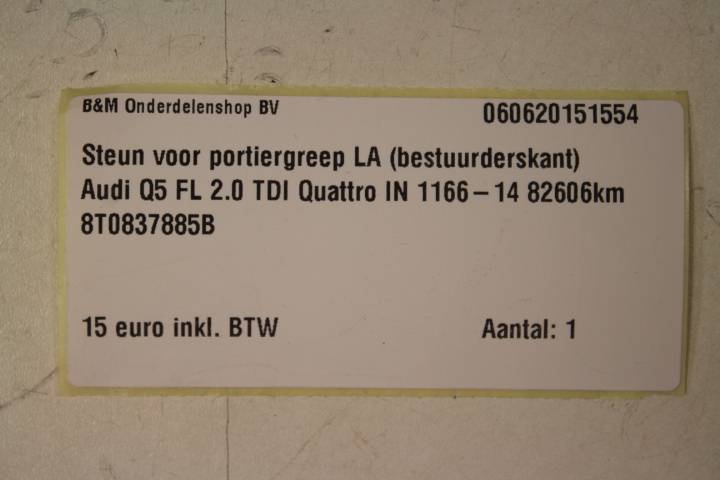 B&M Onderdelenshop BV 060620151554
Steun voor portiergreep LA (bestuurderskant)
Audi Q5 FL 2.0 TDI Quattro IN 1166-14 82606km
8T0837885B
15 euro inkl. BTW Aantal: 1